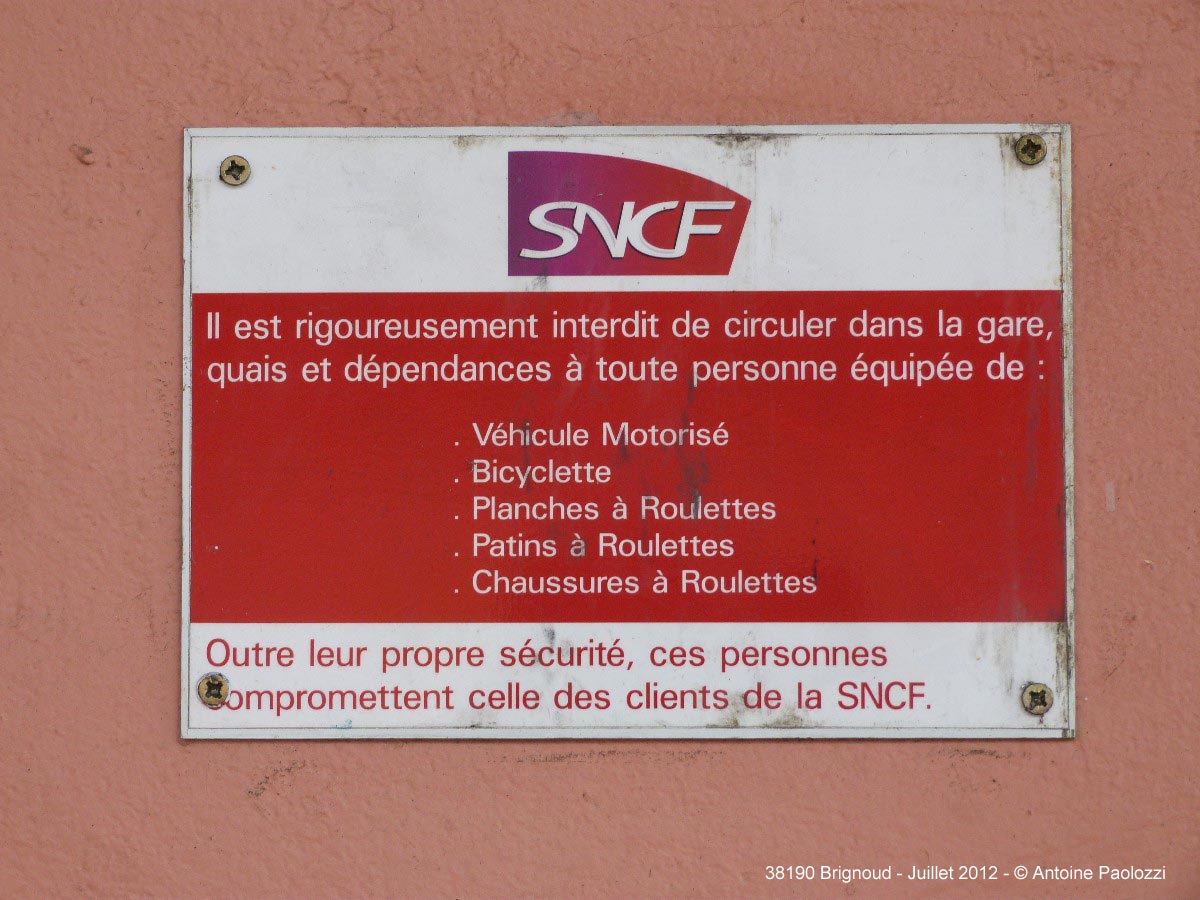 SNCF
Il est rigoureusement interdit de circuler dans la gare,
quais et dépendances à toute personne équipée de :
. Véhicule Motorisé
. Bicyclette
. Planches à Roulettes
. Patins à Roulettes
. Chaussures à Roulettes
Outre leur propre sécurité, ces personnes
compromettent celle des clients de la SNCF.
38190 Brignoud - Juillet 2012 - © Antoine Paolozzi